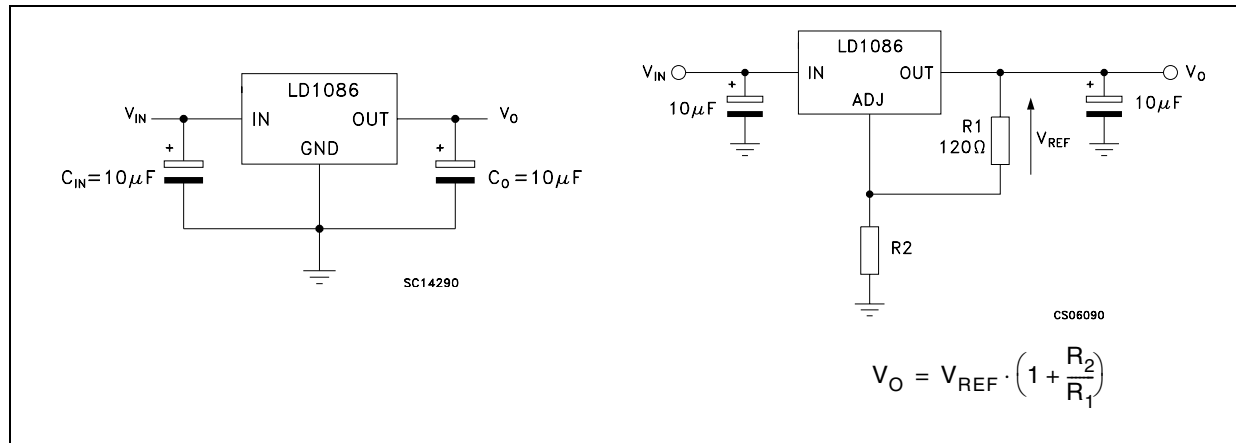 LD1086
V_IN
IN
OUT
V_O
GND
+
+
C_IN=10μF
C_O=10μF
SC14290
LD1086
V_IN
IN
OUT
V_O
ADJ
+
+
10μF
R1
120Ω
V_REF
10μF
R2
CS06090
V_O = V_REF · (1 + R_2/R_1)